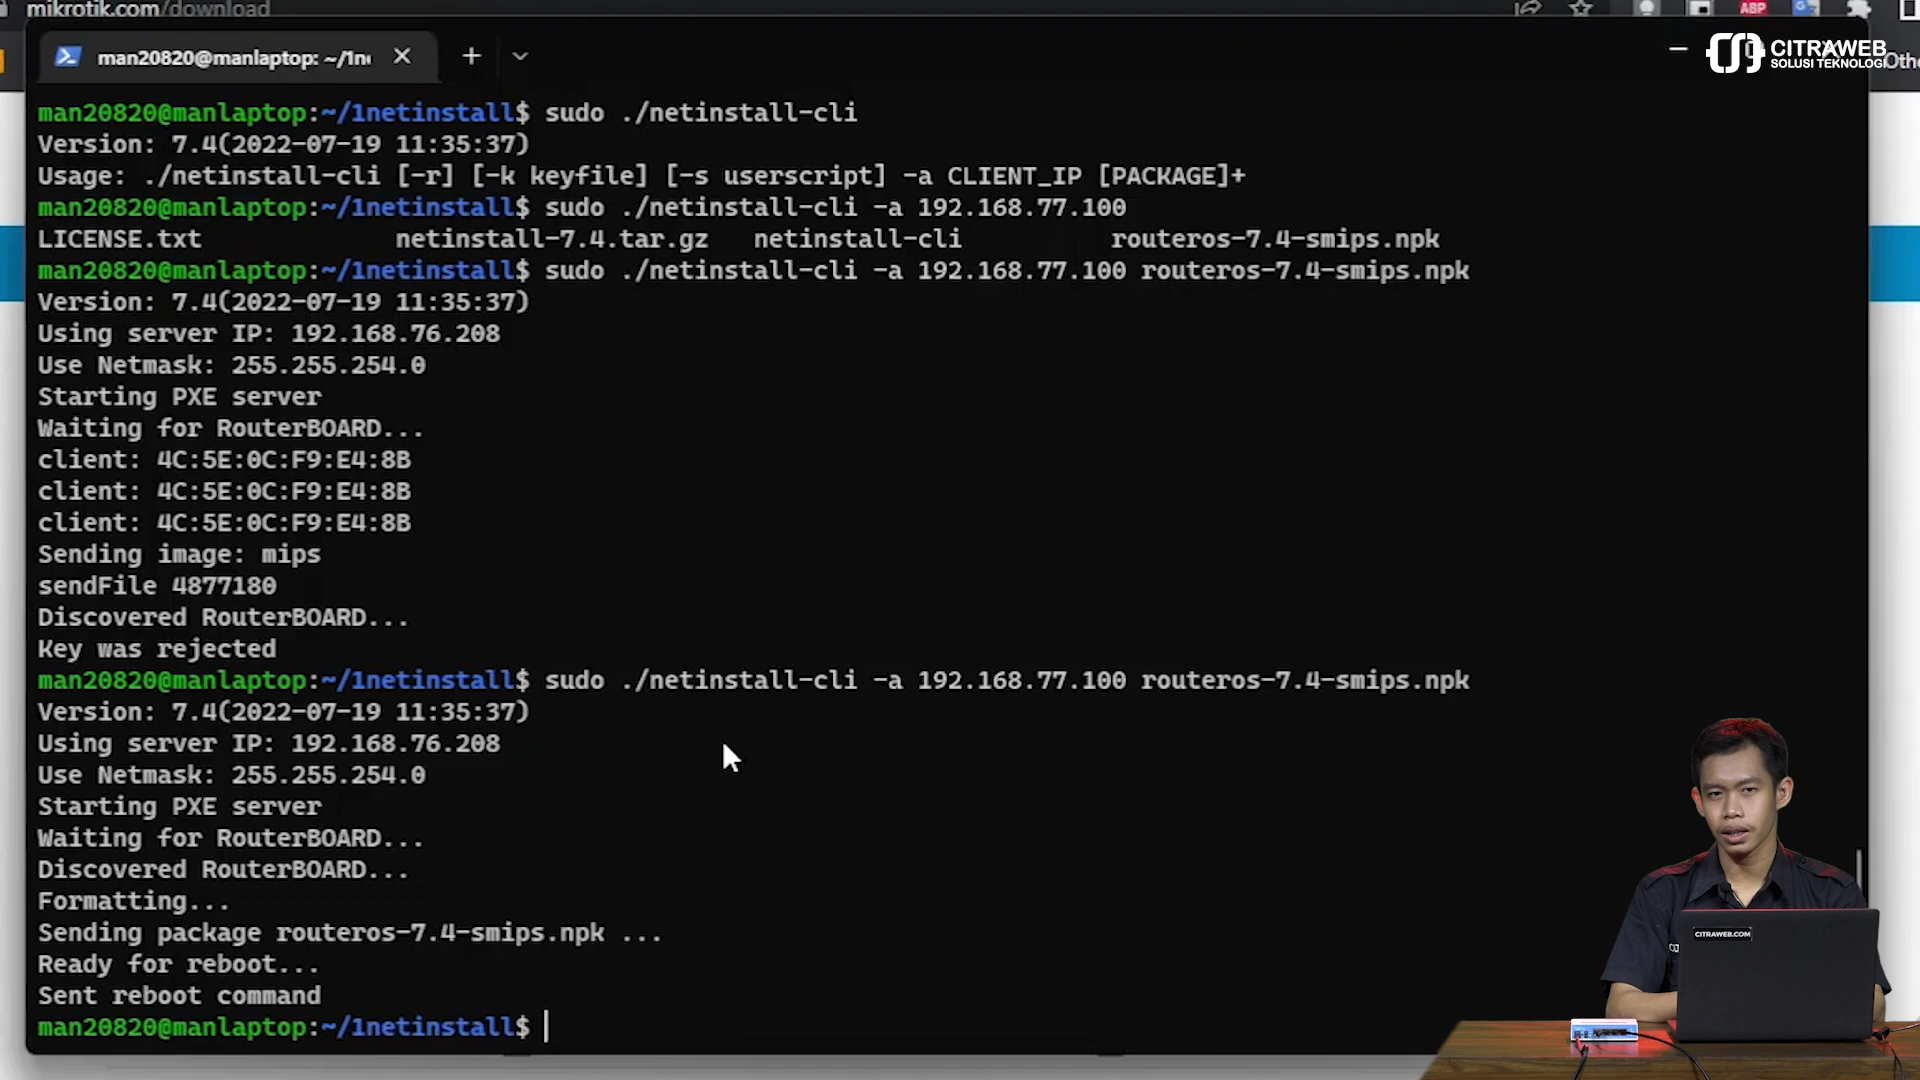 mikrotik.com/download
ABP
man20820@manlaptop: ~/1ne
CITRAWEB
SOLUSI TEKNOLOGI
Othe
man20820@manlaptop:~/1netinstall$ sudo ./netinstall-cli
Version: 7.4(2022-07-19 11:35:37)
Usage: ./netinstall-cli [-r] [-k keyfile] [-s userscript] -a CLIENT_IP [PACKAGE]+
man20820@manlaptop:~/1netinstall$ sudo ./netinstall-cli -a 192.168.77.100
LICENSE.txt netinstall-7.4.tar.gz netinstall-cli routeros-7.4-smips.npk
man20820@manlaptop:~/1netinstall$ sudo ./netinstall-cli -a 192.168.77.100 routeros-7.4-smips.npk
Version: 7.4(2022-07-19 11:35:37)
Using server IP: 192.168.76.208
Use Netmask: 255.255.254.0
Starting PXE server
Waiting for RouterBOARD...
client: 4C:5E:0C:F9:E4:8B
client: 4C:5E:0C:F9:E4:8B
client: 4C:5E:0C:F9:E4:8B
Sending image: mips
sendFile 4877180
Discovered RouterBOARD...
Key was rejected
man20820@manlaptop:~/1netinstall$ sudo ./netinstall-cli -a 192.168.77.100 routeros-7.4-smips.npk
Version: 7.4(2022-07-19 11:35:37)
Using server IP: 192.168.76.208
Use Netmask: 255.255.254.0
Starting PXE server
Waiting for RouterBOARD...
Discovered RouterBOARD...
Formatting...
Sending package routeros-7.4-smips.npk ...
Ready for reboot...
Sent reboot command
man20820@manlaptop:~/1netinstall$
CITRAWEB.COM